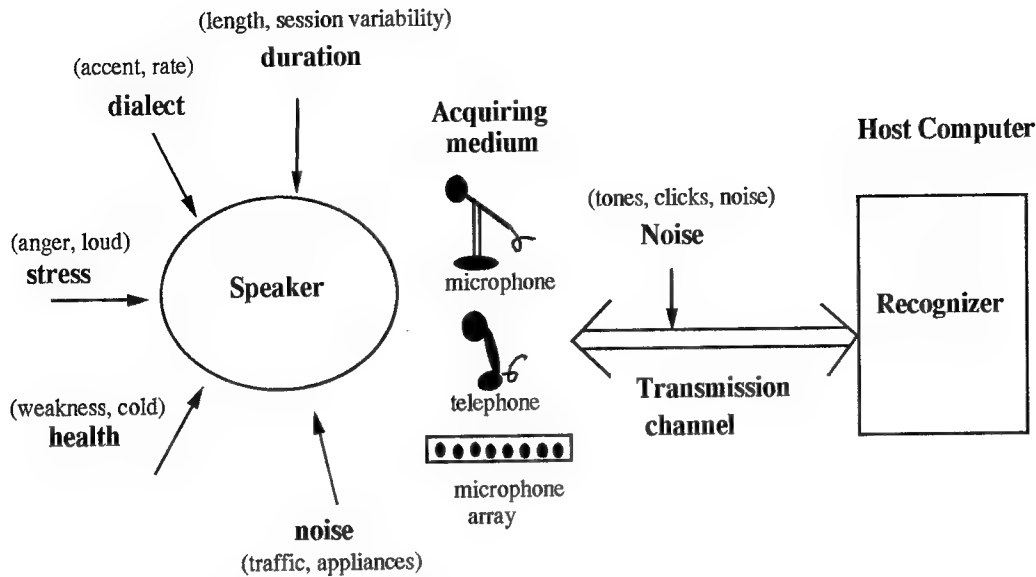 (length, session variability)
duration
(accent, rate)
dialect
(anger, loud)
stress
Speaker
(weakness, cold)
health
noise
(traffic, appliances)
Acquiring
medium
microphone
telephone
microphone
array
(tones, clicks, noise)
Noise
Transmission
channel
Host Computer
Recognizer